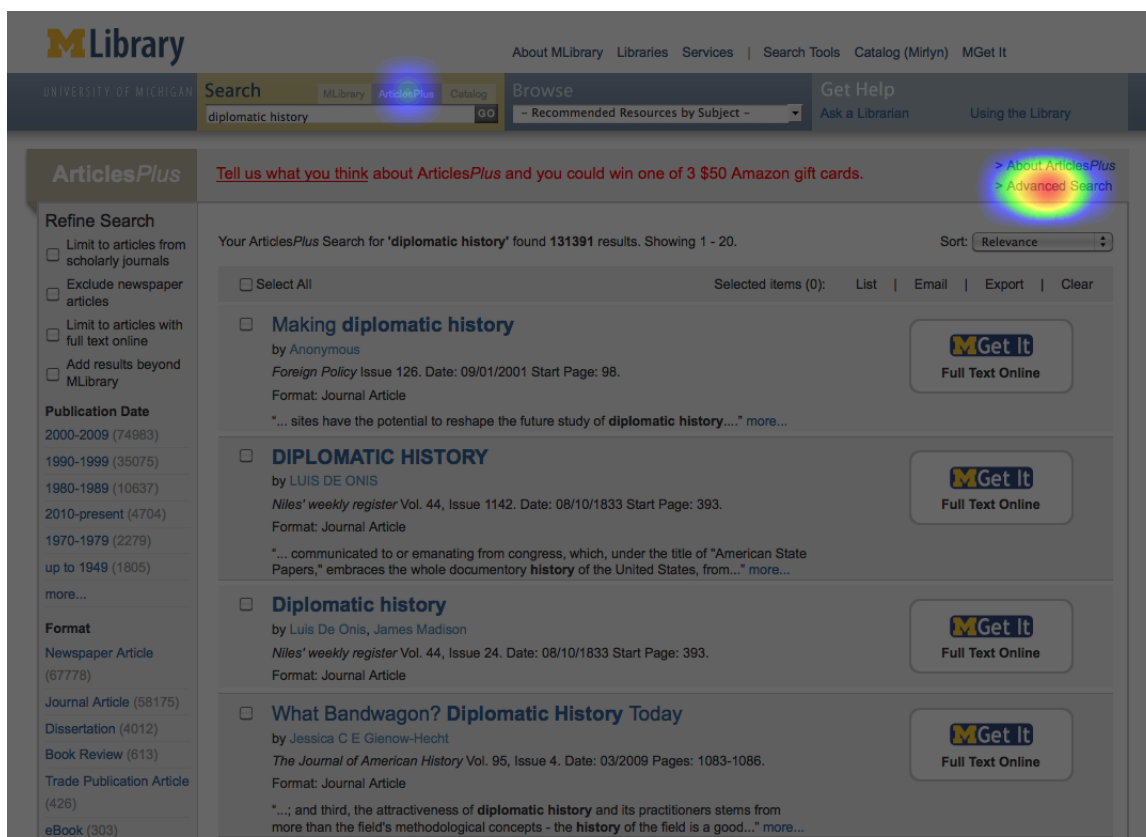 MLibrary
About MLibrary Libraries Services | Search Tools Catalog (Mirlyn) MGet It
UNIVERSITY OF MICHIGAN
Search MLibrary ArticlesPlus Catalog
diplomatic history GO
Browse
– Recommended Resources by Subject –
Get Help
Ask a Librarian Using the Library
ArticlesPlus
Tell us what you think about ArticlesPlus and you could win one of 3 $50 Amazon gift cards.
> About ArticlesPlus
> Advanced Search
Refine Search
Limit to articles from
scholarly journals
Exclude newspaper
articles
Limit to articles with
full text online
Add results beyond
MLibrary
Publication Date
2000-2009 (74983)
1990-1999 (35075)
1980-1989 (10637)
2010-present (4704)
1970-1979 (2279)
up to 1949 (1805)
more...
Format
Newspaper Article
(67778)
Journal Article (58175)
Dissertation (4012)
Book Review (613)
Trade Publication Article
(426)
eBook (303)
Your ArticlesPlus Search for 'diplomatic history' found 131391 results. Showing 1 - 20.
Sort: Relevance
Select All
Selected items (0): List | Email | Export | Clear
Making diplomatic history
by Anonymous
Foreign Policy Issue 126. Date: 09/01/2001 Start Page: 98.
Format: Journal Article
"... sites have the potential to reshape the future study of diplomatic history...." more...
MGet It
Full Text Online
DIPLOMATIC HISTORY
by LUIS DE ONIS
Niles' weekly register Vol. 44, Issue 1142. Date: 08/10/1833 Start Page: 393.
Format: Journal Article
"... communicated to or emanating from congress, which, under the title of "American State
Papers," embraces the whole documentory history of the United States, from..." more...
MGet It
Full Text Online
Diplomatic history
by Luis De Onis, James Madison
Niles' weekly register Vol. 44, Issue 24. Date: 08/10/1833 Start Page: 393.
Format: Journal Article
MGet It
Full Text Online
What Bandwagon? Diplomatic History Today
by Jessica C E Gienow-Hecht
The Journal of American History Vol. 95, Issue 4. Date: 03/2009 Pages: 1083-1086.
Format: Journal Article
"...; and third, the attractiveness of diplomatic history and its practitioners stems from
more than the field's methodological concepts - the history of the field is a good..." more...
MGet It
Full Text Online